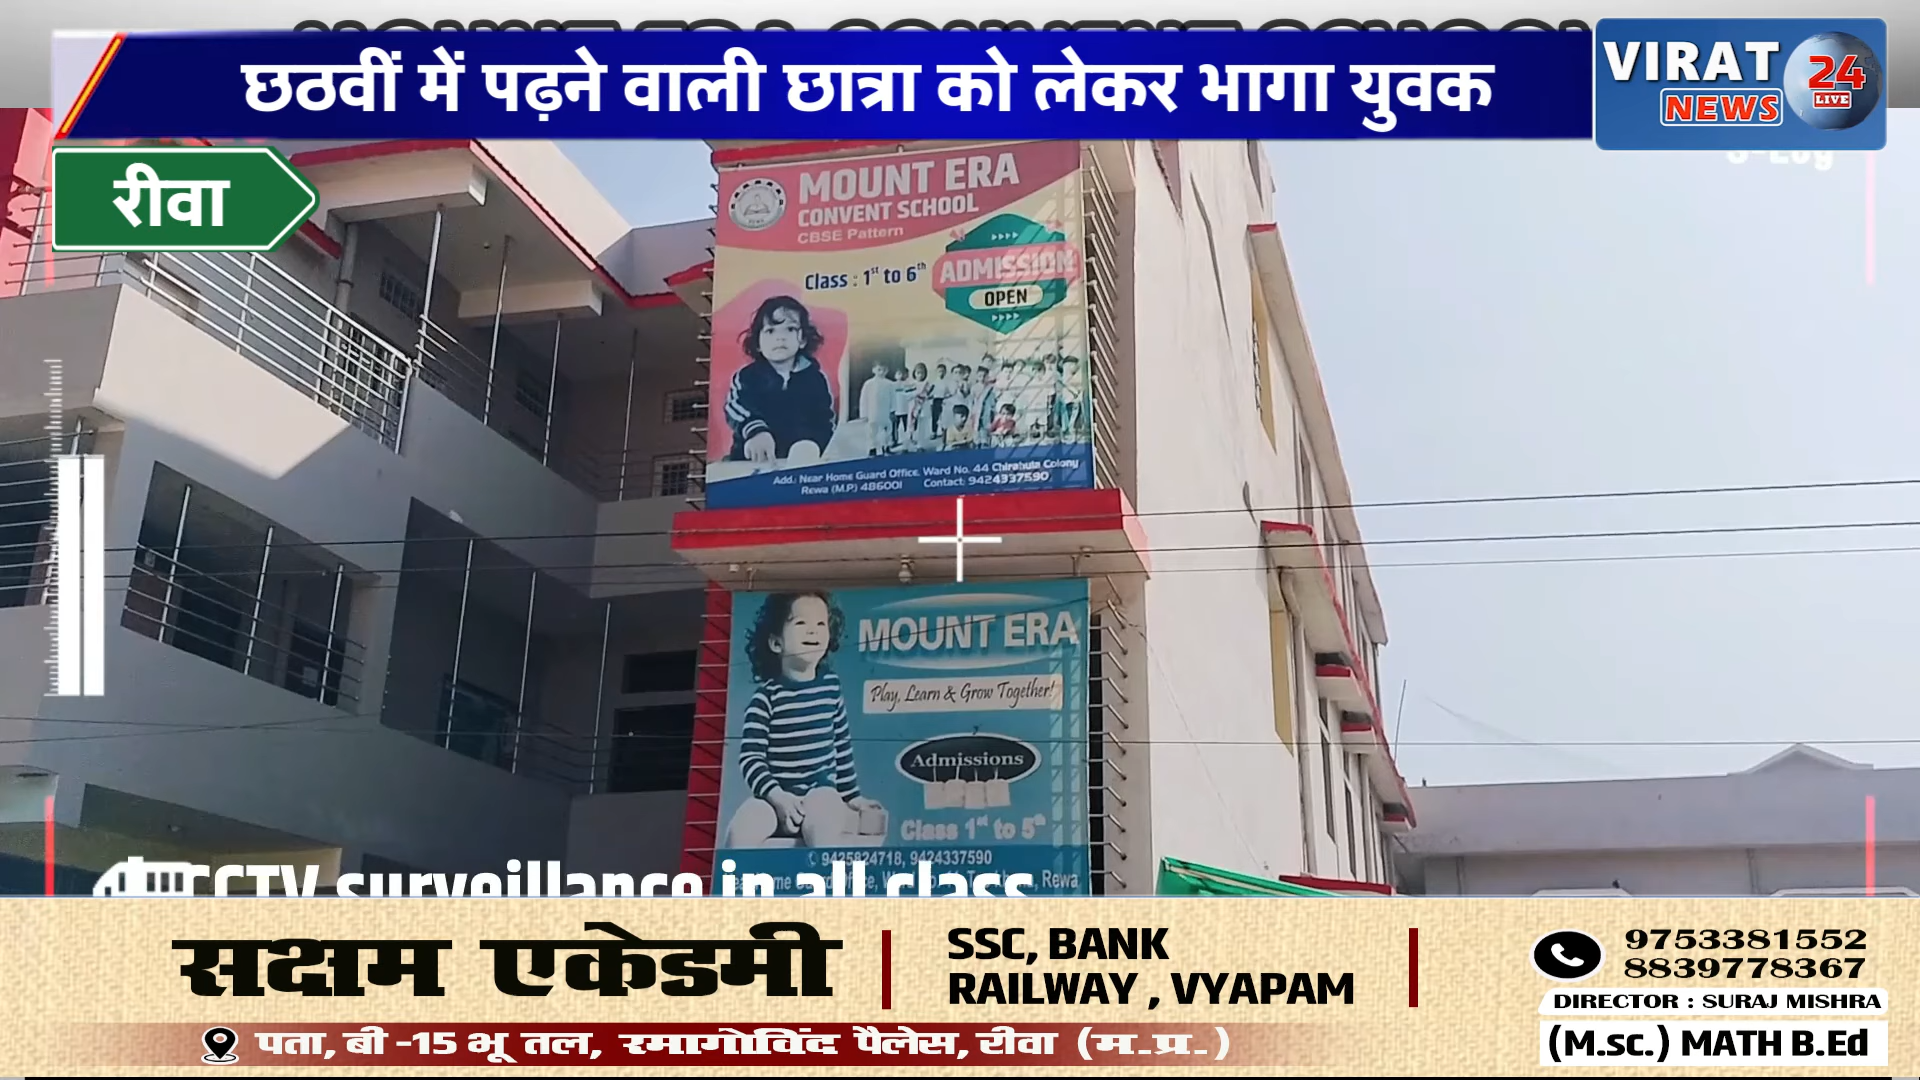 छठवीं में पढ़ने वाली छात्रा को लेकर भागा युवक
VIRAT
NEWS
24
LIVE
रीवा
MOUNT ERA
CONVENT SCHOOL
CBSE Pattern
Class : 1st to 6th
ADMISSION
OPEN
Add.: Near Home Guard Office, Ward No. 44 Chirahula Colony
Rewa (M.P.) 486001 Contact: 9424337590
MOUNT ERA
Play, Learn & Grow Together!
Admissions
Class 1st to 5th
9425824718, 9424337590
Rewa
CCTV surveillance in all class
सक्षम एकेडमी
SSC, BANK
RAILWAY , VYAPAM
9753381552
8839778367
DIRECTOR : SURAJ MISHRA
(M.sc.) MATH B.Ed
पता, बी -15 भू तल, रमागोविंद पैलेस, रीवा (म.प्र.)